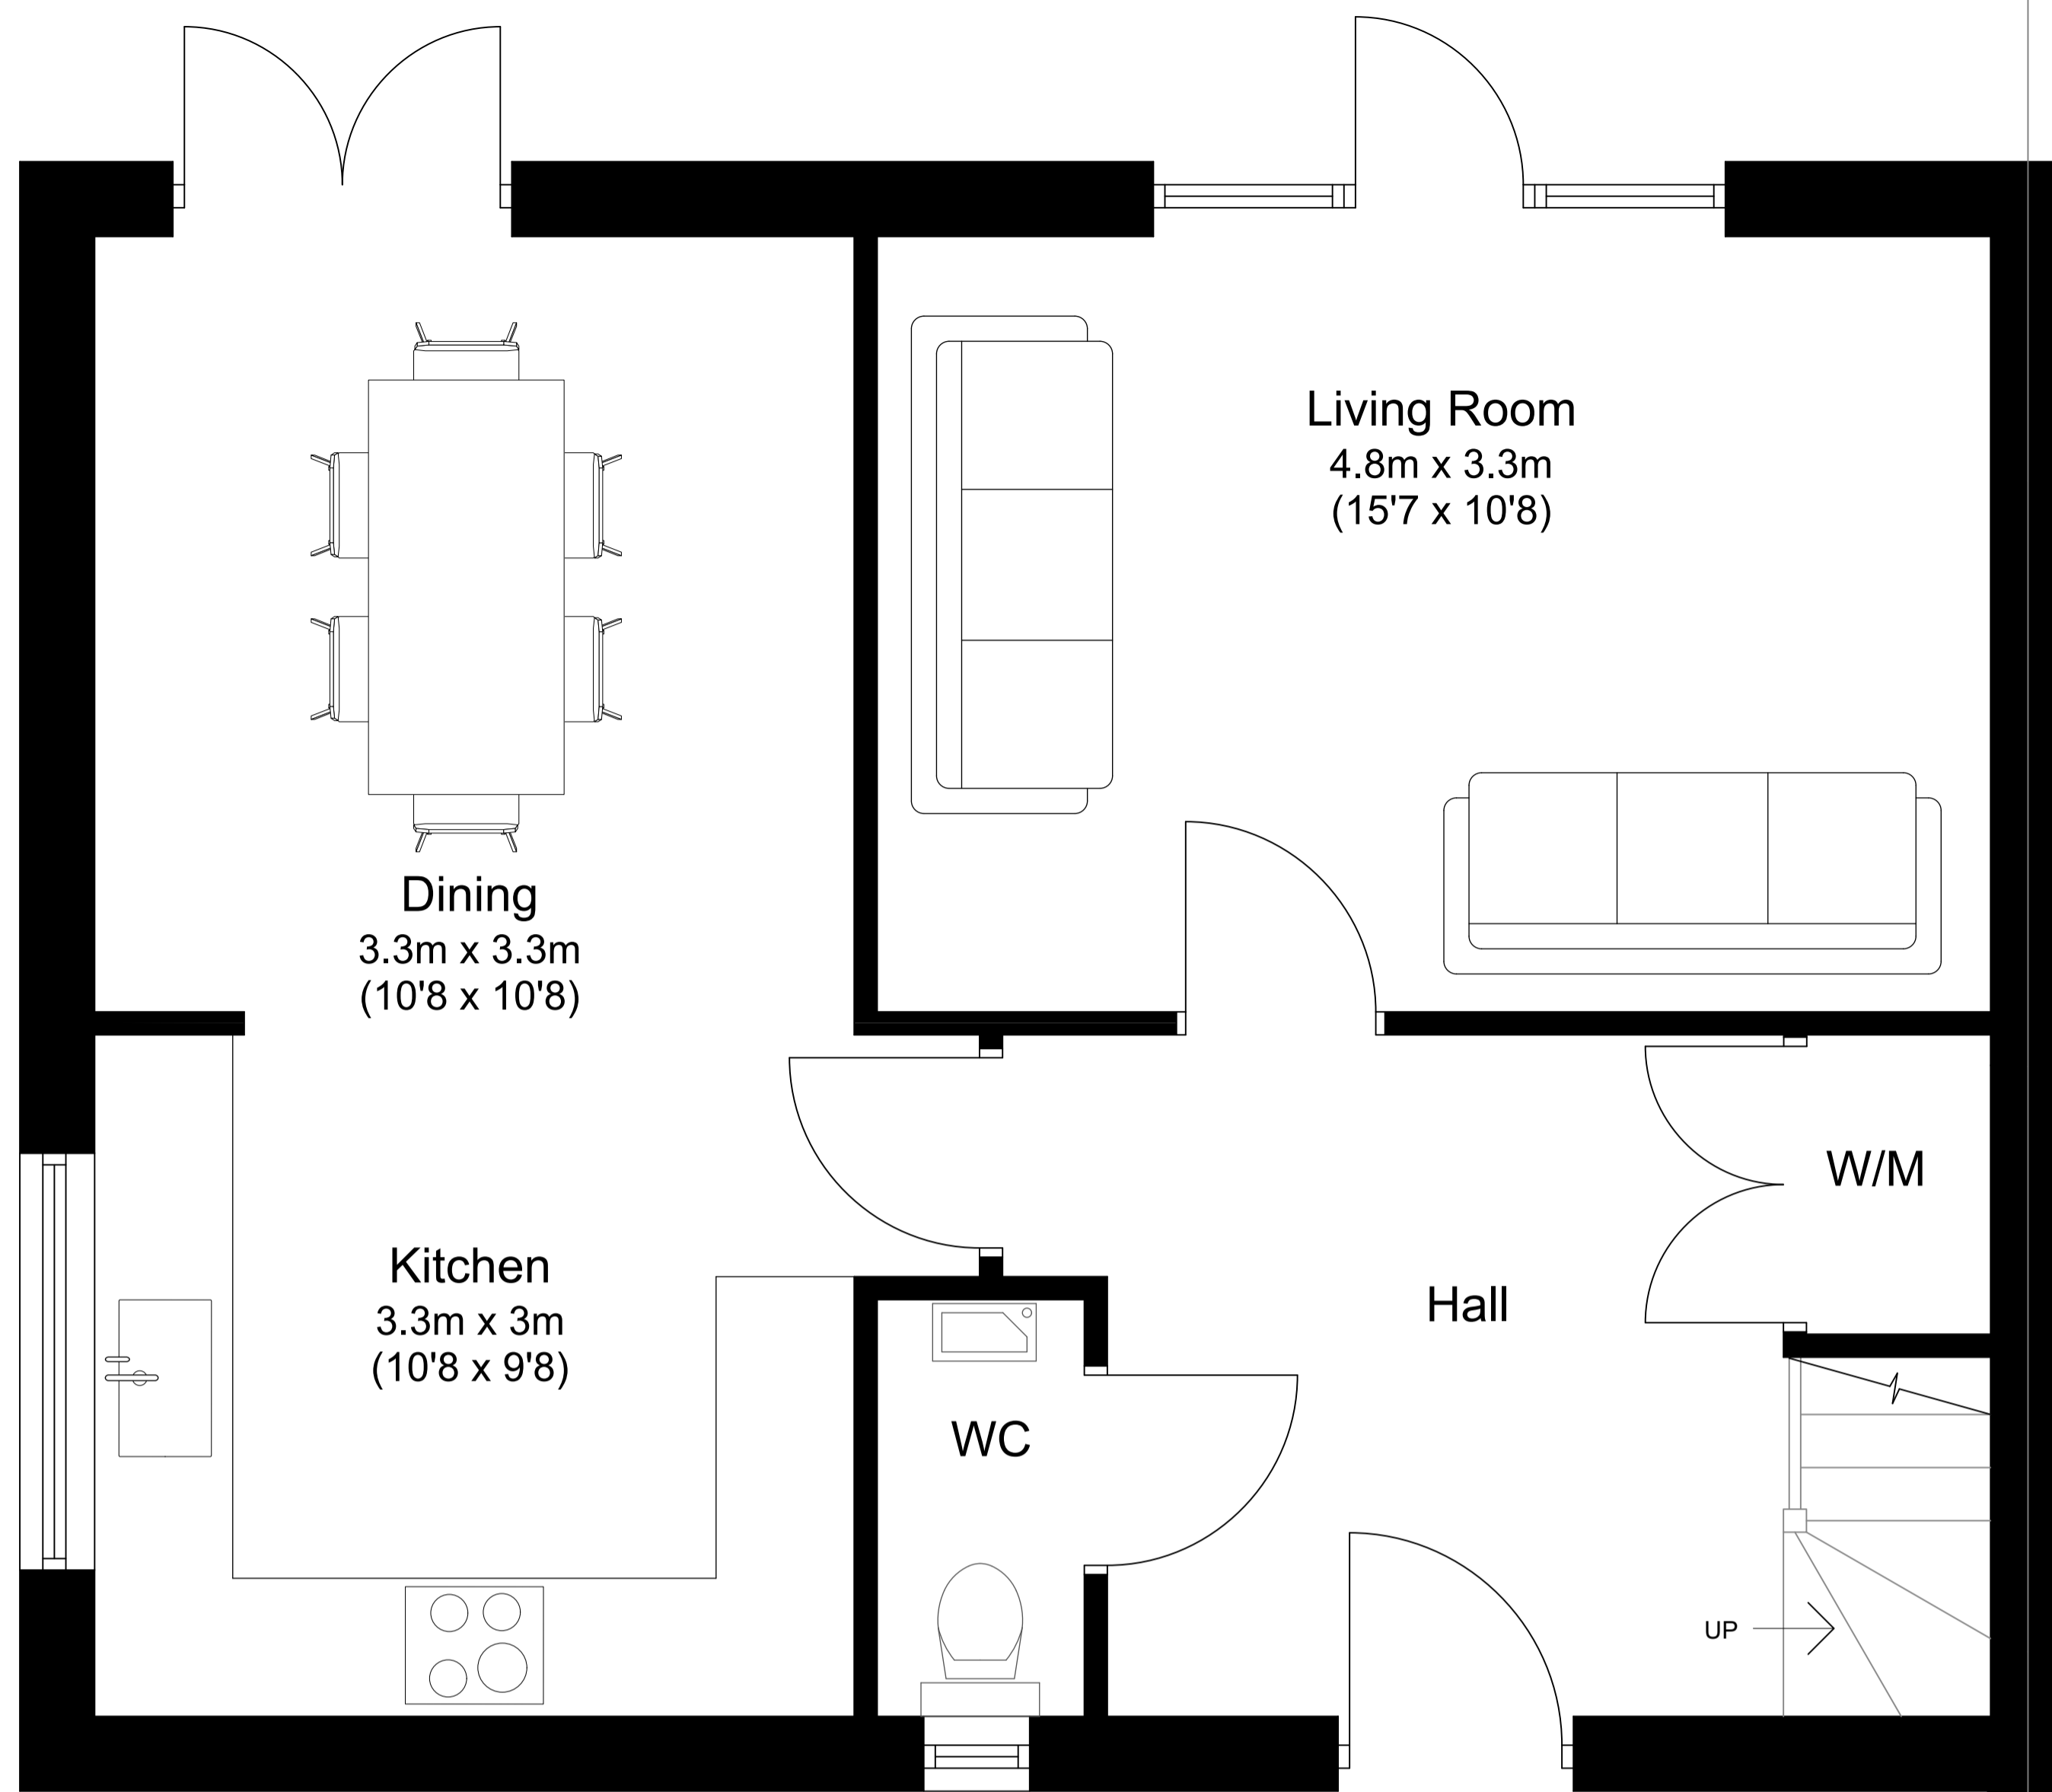 Living Room
4.8m x 3.3m
(15'7 x 10'8)
Dining
3.3m x 3.3m
(10'8 x 10'8)
W/M
Kitchen
3.3m x 3m
(10'8 x 9'8)
Hall
WC
UP